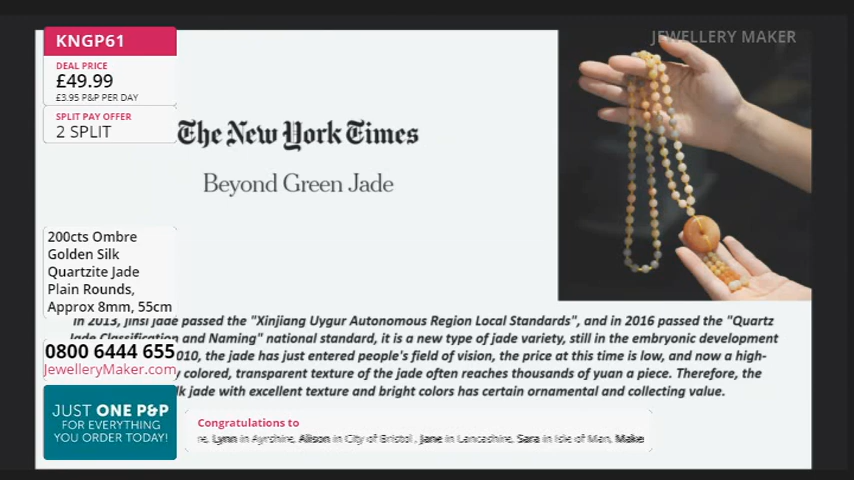 KNGP61
DEAL PRICE
£49.99
£3.95 P&P PER DAY
SPLIT PAY OFFER
2 SPLIT
JEWELLERY MAKER
The New York Times
Beyond Green Jade
200cts Ombre
Golden Silk
Quartzite Jade
Plain Rounds,
Approx 8mm, 55cm
In 2013, jinsi jade passed the "Xinjiang Uygur Autonomous Region Local Standards", and in 2016 passed the "Quartz
Jade Classification and Naming" national standard, it is a new type of jade variety, still in the embryonic development
010, the jade has just entered people's field of vision, the price at this time is low, and now a high-
colored, transparent texture of the jade often reaches thousands of yuan a piece. Therefore, the
jade with excellent texture and bright colors has certain ornamental and collecting value.
0800 6444 655
JewelleryMaker.com
JUST ONE P&P
FOR EVERYTHING
YOU ORDER TODAY!
Congratulations to
re, Lynn in Ayrshire, Alison in City of Bristol, Jane in Lancashire, Sara in Isle of Man, Make